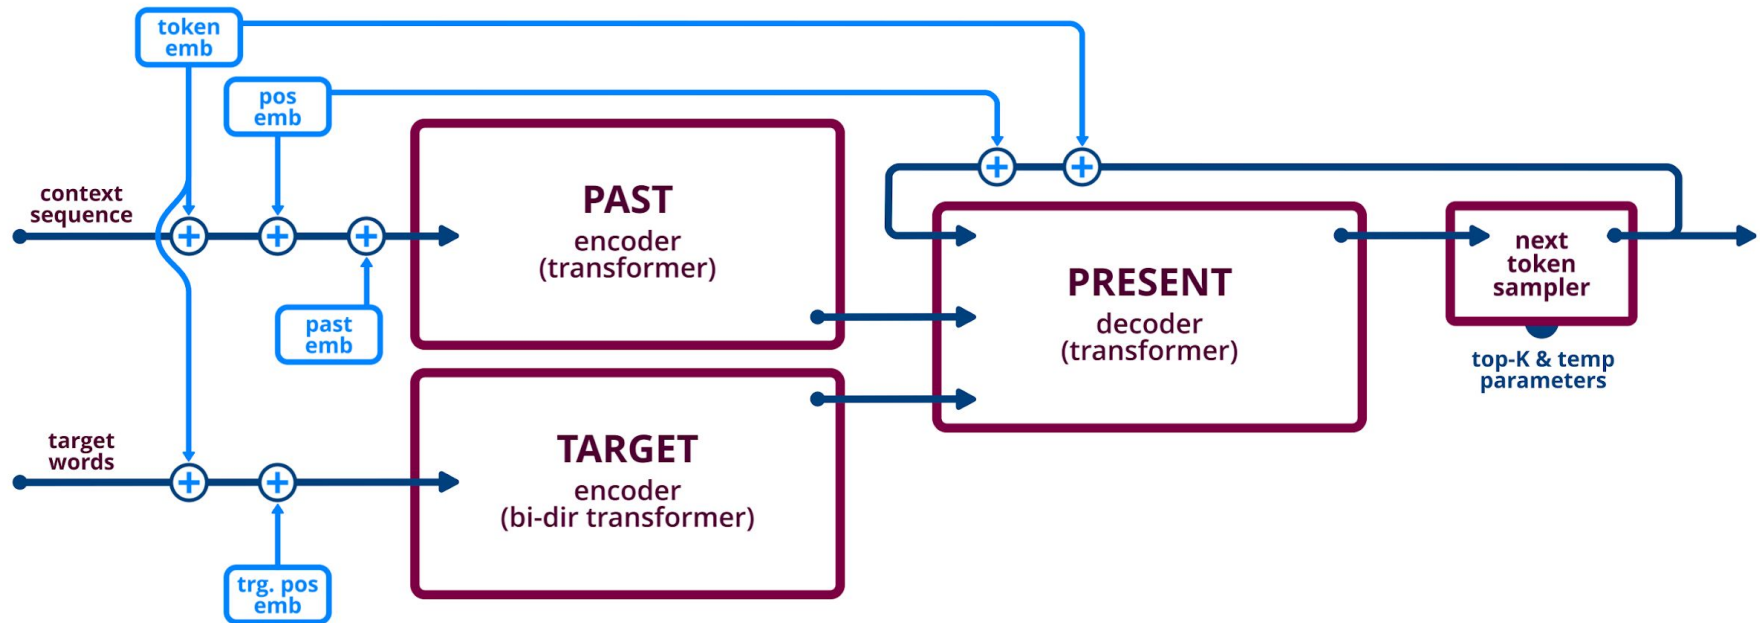 token
emb
pos
emb
context
sequence
PAST
encoder
(transformer)
past
emb
PRESENT
decoder
(transformer)
next
token
sampler
top-K & temp
parameters
target
words
TARGET
encoder
(bi-dir transformer)
trg. pos
emb